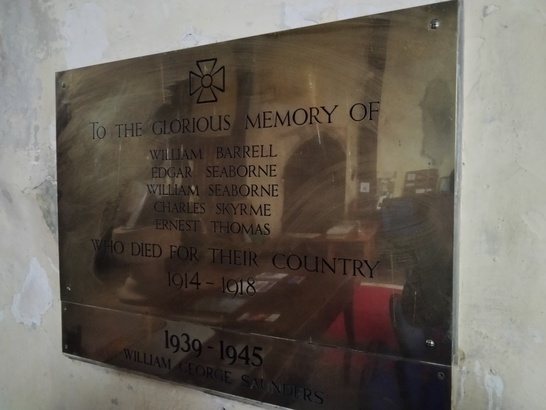 To THE GLORIOUS MEMORY OF
WILLIAM BARRELL
EDGAR SEABORNE
WILLIAM SEABORNE
CHARLES SKYRME
ERNEST THOMAS
WHO DIED FOR THEIR COUNTRY
1914 - 1918
1939 - 1945
WILLIAM GEORGE SAUNDERS